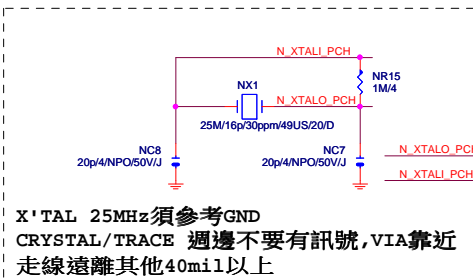 N_XTALI_PCH
NR15
1M/4
NX1
N_XTALO_PCH
25M/16p/30ppm/49US/20/D
NC8
20p/4/NPO/50V/J
NC7
20p/4/NPO/50V/J
N_XTALO_PC
N_XTALI_PCH
X'TAL 25MHz須參考GND
CRYSTAL/TRACE 週邊不要有訊號,VIA靠近
走線遠離其他40mil以上